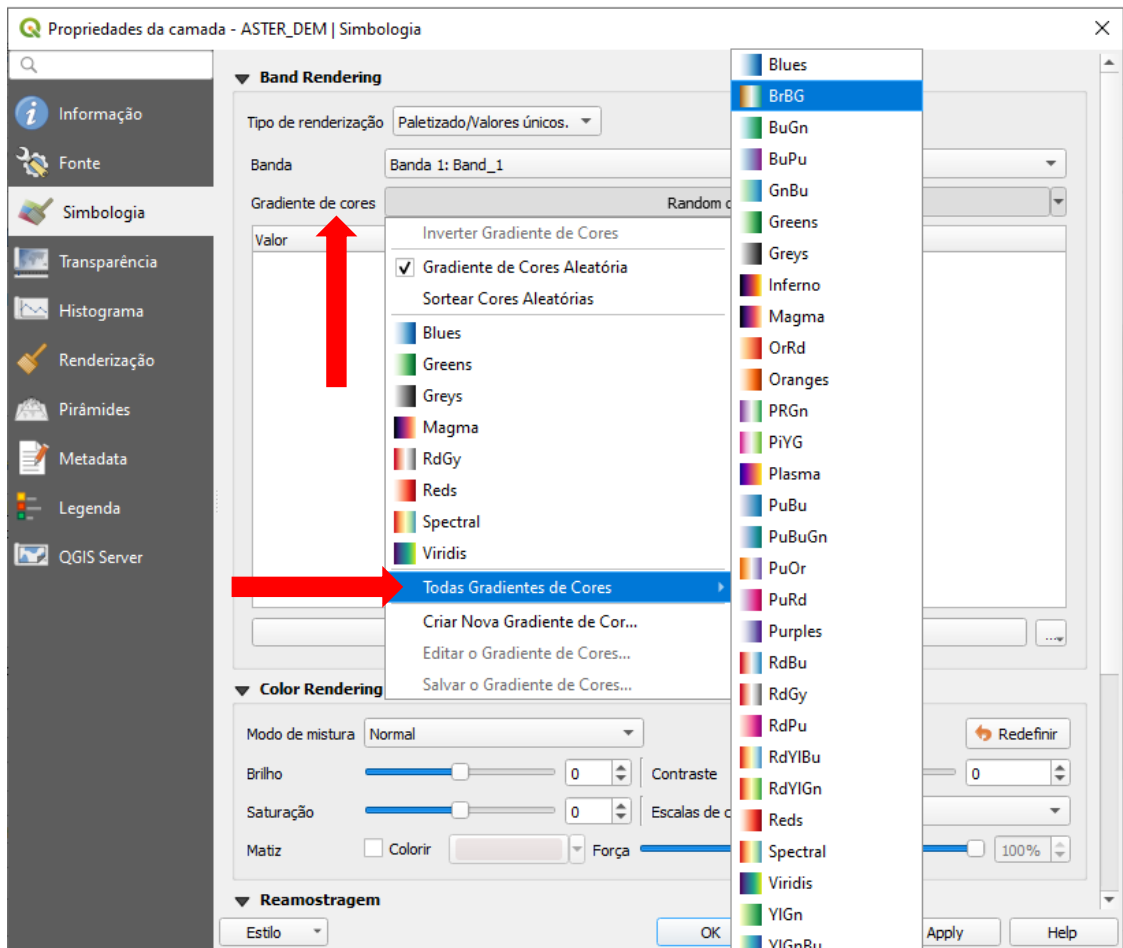 Propriedades da camada - ASTER_DEM | Simbologia
Informação
Fonte
Simbologia
Transparência
Histograma
Renderização
Pirâmides
Metadata
Legenda
QGIS Server
Band Rendering
Tipo de renderização Paletizado/Valores únicos.
Banda Banda 1: Band_1
Gradiente de cores Random
Valor
Inverter Gradiente de Cores
Gradiente de Cores Aleatória
Sortear Cores Aleatórias
Blues
Greens
Greys
Magma
RdGy
Reds
Spectral
Viridis
Todas Gradientes de Cores
Criar Nova Gradiente de Cor...
Editar o Gradiente de Cores...
Salvar o Gradiente de Cores...
Blues
BrBG
BuGn
BuPu
GnBu
Greens
Greys
Inferno
Magma
OrRd
Oranges
PRGn
PiYG
Plasma
PuBu
PuBuGn
PuOr
PuRd
Purples
RdBu
RdGy
RdPu
RdYlBu
RdYlGn
Reds
Spectral
Viridis
YlGn
YlGnBu
...
Color Rendering
Modo de mistura Normal
Redefinir
Brilho 0 Contraste 0
Saturação 0 Escalas de
Matiz Colorir Força 100%
Reamostragem
Estilo OK Apply Help